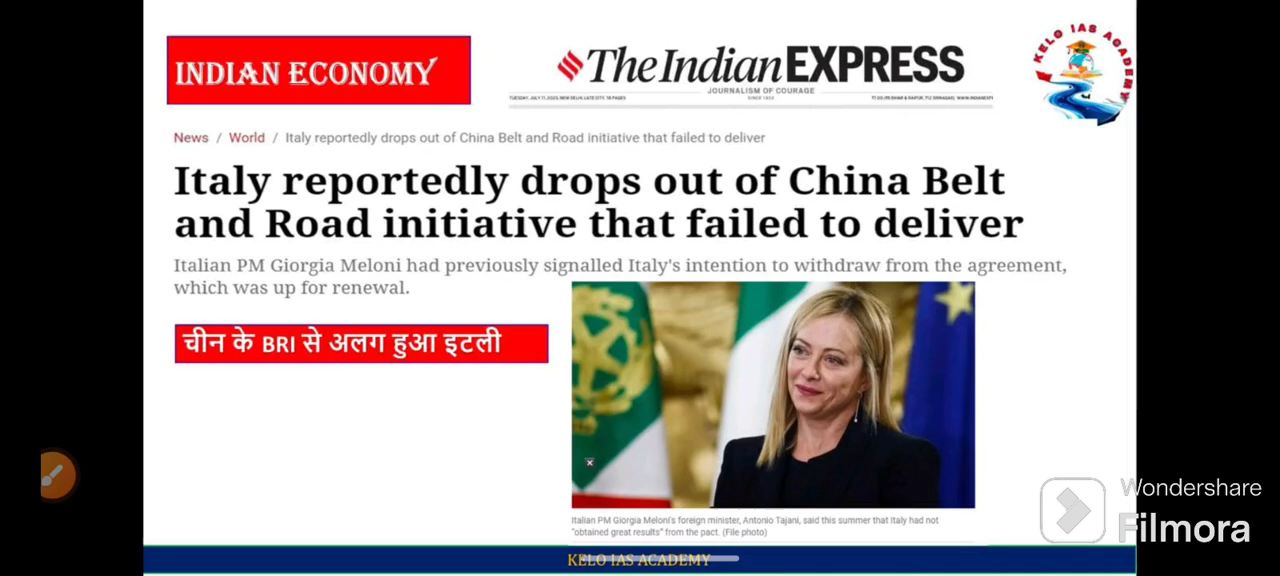 INDIAN ECONOMY
The Indian EXPRESS
JOURNALISM OF COURAGE
SINCE 1932
KELO IAS ACADEMY
News / World / Italy reportedly drops out of China Belt and Road initiative that failed to deliver
Italy reportedly drops out of China Belt
and Road initiative that failed to deliver
Italian PM Giorgia Meloni had previously signalled Italy's intention to withdraw from the agreement,
which was up for renewal.
चीन के BRI से अलग हुआ इटली
Italian PM Giorgia Meloni's foreign minister, Antonio Tajani, said this summer that Italy had not
"obtained great results" from the pact. (File photo)
Wondershare
Filmora
KELO IAS ACADEMY